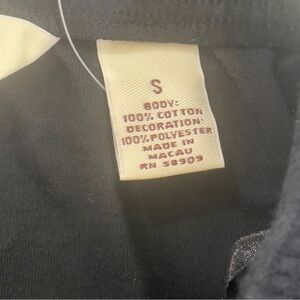 S
BODY:
100% COTTON
DECORATION:
100% POLYESTER
MADE IN
MACAU
RN 58909